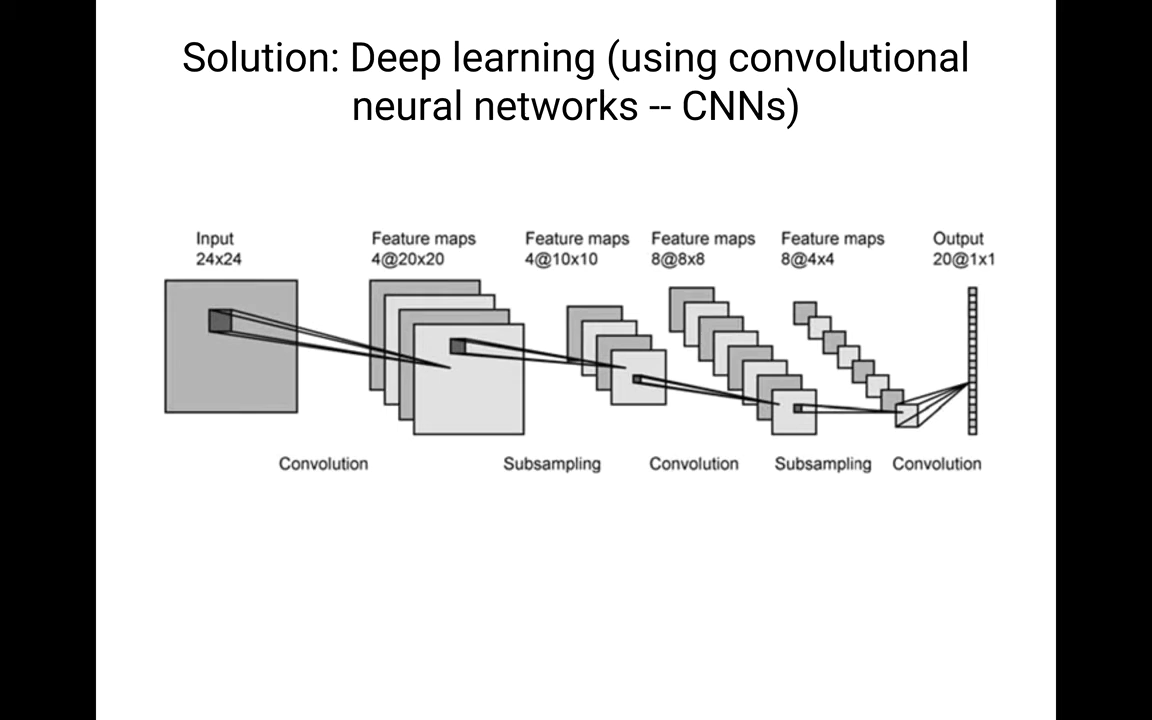 Solution: Deep learning (using convolutional
neural networks -- CNNs)
Input
24x24
Feature maps
4@20x20
Feature maps
4@10x10
Feature maps
8@8x8
Feature maps
8@4x4
Output
20@1x1
Convolution
Subsampling
Convolution
Subsampling
Convolution